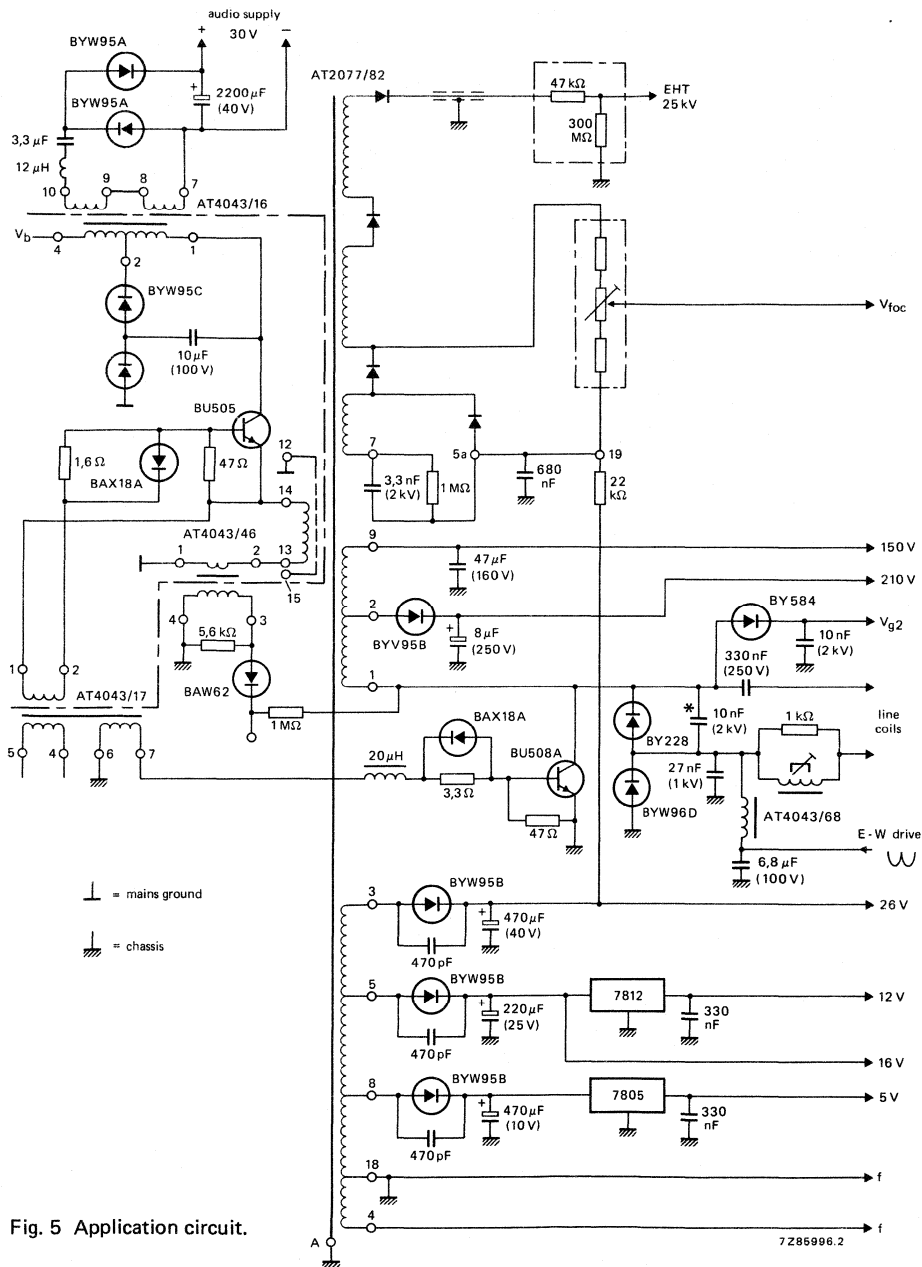 audio supply
+ 30 V −
BYW95A
2200 µF
(40 V)
+
BYW95A
3,3 µF
12 µH
10 9 8 7
AT4043/16
Vb
4 1
2
BYW95C
10 µF
(100 V)
BU505
1,6 Ω
BAX18A
47 Ω
12
14
AT4043/46
1 2 13
15
4 3
5,6 kΩ
BAW62
1 MΩ
1 2
AT4043/17
5 4 6 7
= mains ground
= chassis
AT2077/82
47 kΩ
EHT
25 kV
300
MΩ
Vfoc
7 5a 19
3,3 nF
(2 kV)
1 MΩ
680
nF
22
kΩ
9
150 V
47 µF
(160 V)
210 V
2
BYV95B
+
8 µF
(250 V)
BY584
Vg2
10 nF
(2 kV)
330 nF
(250 V)
1
line
coils
*
10 nF
(2 kV)
1 kΩ
BY228
27 nF
(1 kV)
BYW96D
AT4043/68
20 µH
BAX18A
3,3 Ω
BU508A
47 Ω
E-W drive
6,8 µF
(100 V)
3
BYW95B
+
470 µF
(40 V)
470 pF
26 V
5
BYW95B
+
220 µF
(25 V)
470 pF
7812
330
nF
12 V
16 V
8
BYW95B
+
470 µF
(10 V)
470 pF
7805
330
nF
5 V
18
f
4
f
A
7Z85996.2
Fig. 5 Application circuit.